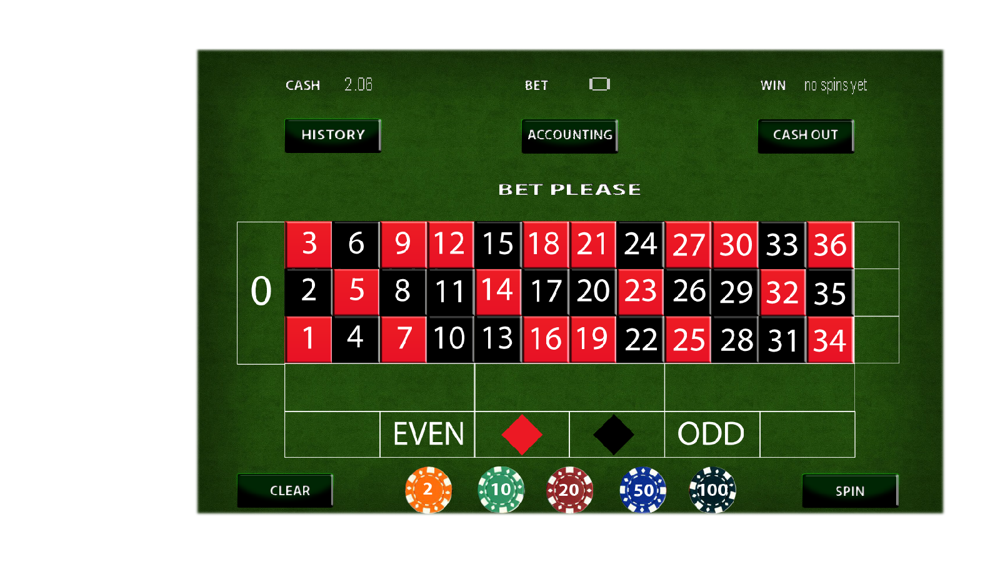 CASH 2.06 BET WIN no spins yet
HISTORY ACCOUNTING CASH OUT
BET PLEASE
3 6 9 12 15 18 21 24 27 30 33 36
0 2 5 8 11 14 17 20 23 26 29 32 35
1 4 7 10 13 16 19 22 25 28 31 34
EVEN ODD
CLEAR 2 10 20 50 100 SPIN